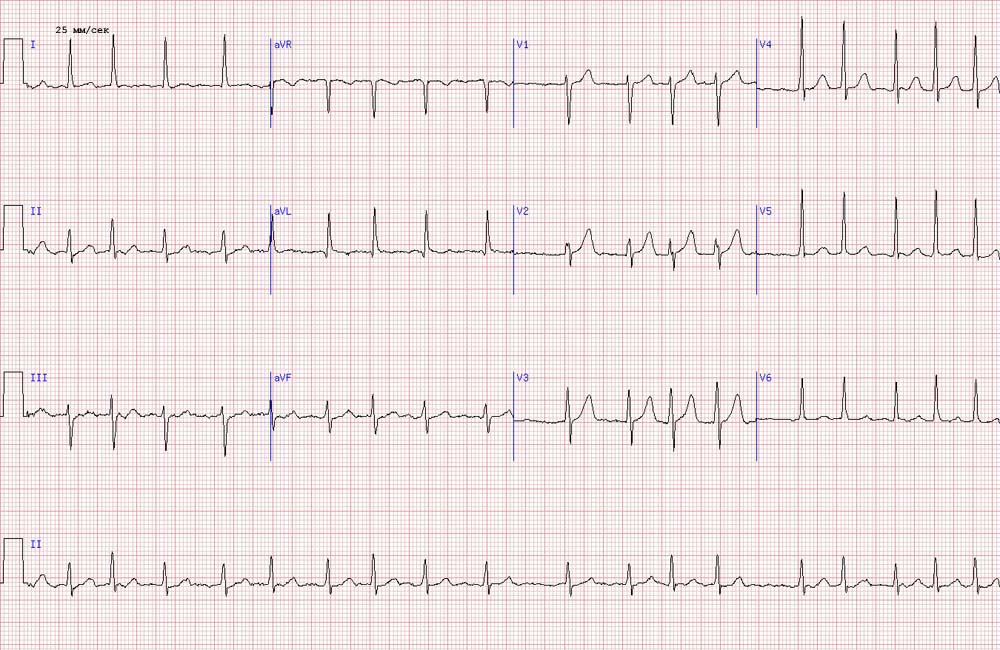 25 мм/сек
I aVR V1 V4
II aVL V2 V5
III aVF V3 V6
II